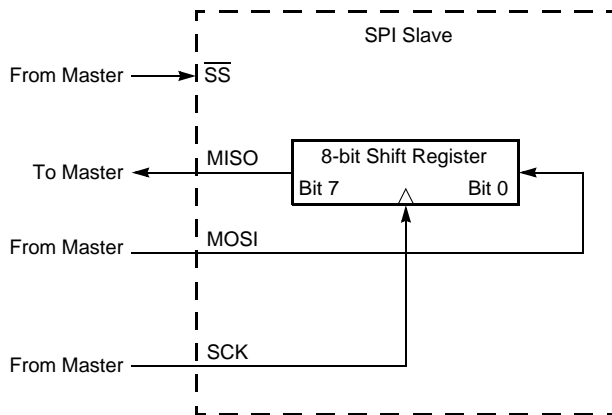 SPI Slave
From Master
S̅S̅
To Master
MISO
8-bit Shift Register
Bit 7
Bit 0
From Master
MOSI
From Master
SCK